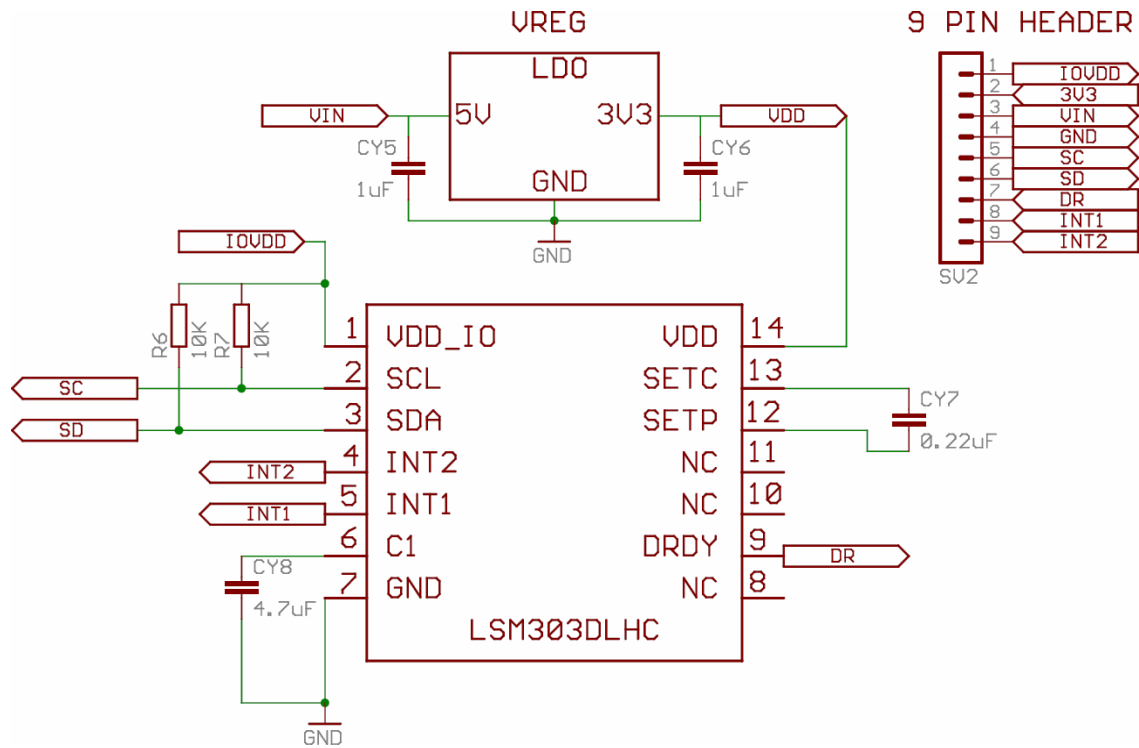 VREG
9 PIN HEADER
LDO
5V
3V3
GND
VIN
VDD
CY5
1uF
CY6
1uF
GND
1
IOVDD
2
3V3
3
VIN
4
GND
5
SC
6
SD
7
DR
8
INT1
9
INT2
SV2
IOVDD
R6
10K
R7
10K
SC
SD
INT2
INT1
1
VDD_IO
2
SCL
3
SDA
4
INT2
5
INT1
6
C1
7
GND
VDD
14
SETC
13
SETP
12
NC
11
NC
10
DRDY
9
NC
8
LSM303DLHC
CY7
0.22uF
DR
CY8
4.7uF
GND